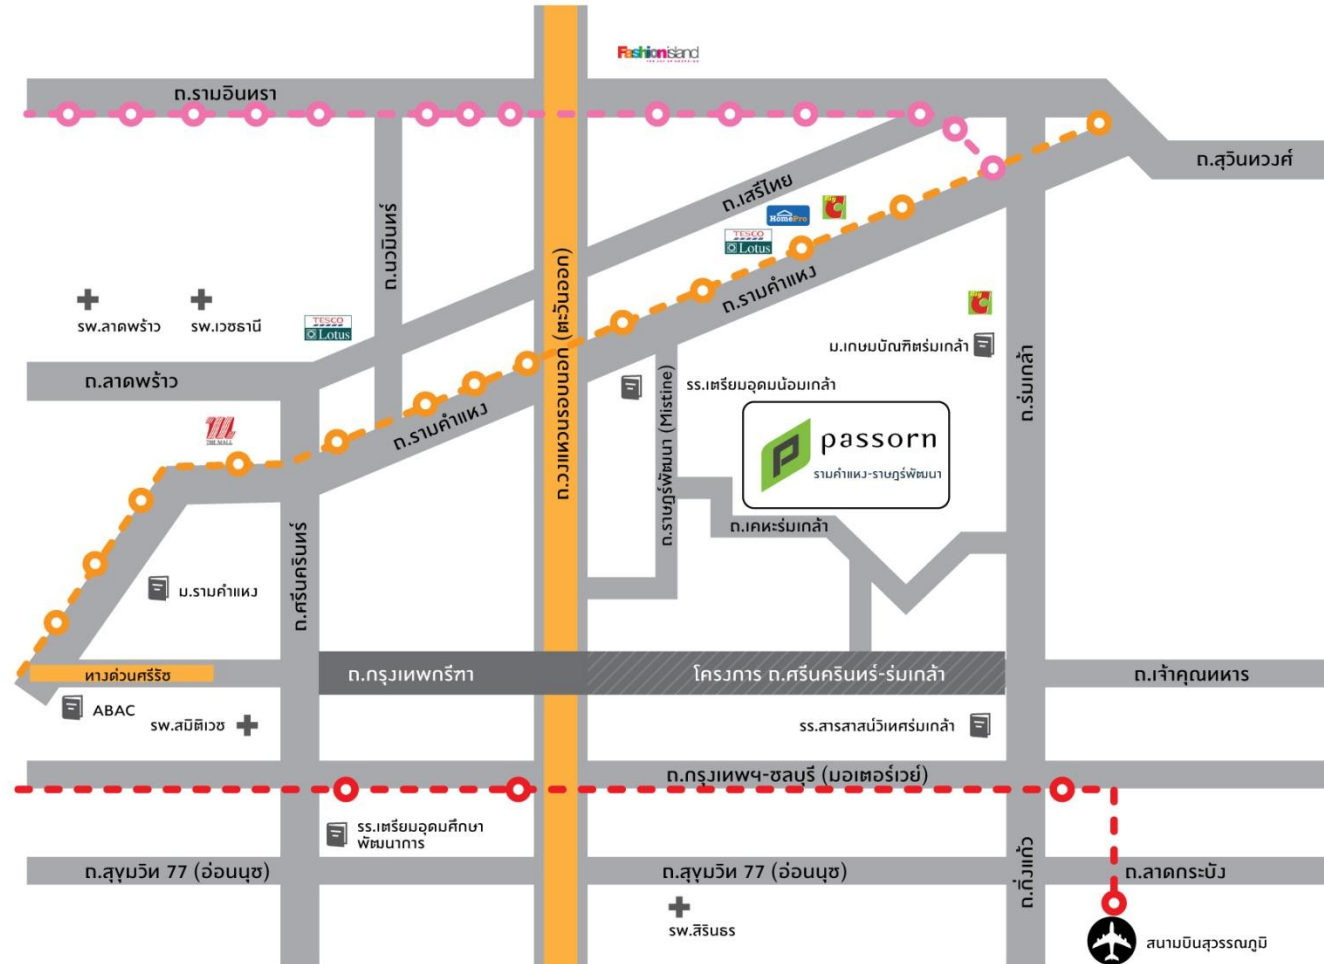 Fashionisland
ถ.รามอินทรา
ถ.สุวินทวงศ์
ถ.เสรีไทย
HomePro
Big C
TESCO
Lotus
ถ.นวมินทร์
ถ.วงแหวนรอบนอก (ตะวันออก)
ถ.รามคำแหง
รพ.ลาดพร้าว
รพ.เวชธานี
TESCO
Lotus
Big C
ม.เกษมบัณฑิตร่มเกล้า
ถ.ร่มเกล้า
ถ.ลาดพร้าว
รร.เตรียมอุดมน้อมเกล้า
ถ.ราษฎร์พัฒนา (Mistine)
THE MALL
ถ.รามคำแหง
passorn
รามคำแหง-ราษฎร์พัฒนา
ถ.เคหะร่มเกล้า
ถ.ศรีนครินทร์
ม.รามคำแหง
ทางด่วนศรีรัช
ถ.กรุงเทพกรีฑา
โครงการ ถ.ศรีนครินทร์-ร่มเกล้า
ถ.เจ้าคุณทหาร
ABAC
รพ.สมิติเวช
รร.สารสาสน์วิเทศร่มเกล้า
ถ.กรุงเทพฯ-ชลบุรี (มอเตอร์เวย์)
รร.เตรียมอุดมศึกษา
พัฒนาการ
ถ.สุขุมวิท 77 (อ่อนนุช)
ถ.สุขุมวิท 77 (อ่อนนุช)
ถ.กิ่งแก้ว
ถ.ลาดกระบัง
รพ.สิรินธร
สนามบินสุวรรณภูมิ